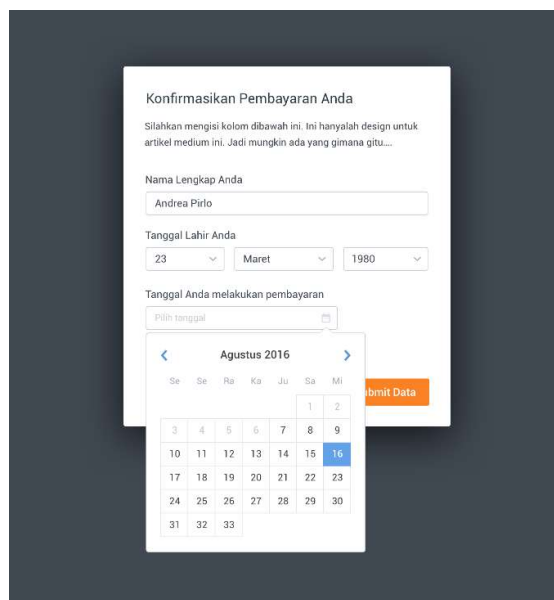 Konfirmasikan Pembayaran Anda
Silahkan mengisi kolom dibawah ini. Ini hanyalah design untuk
artikel medium ini. Jadi mungkin ada yang gimana gitu....
Nama Lengkap Anda
Andrea Pirlo
Tanggal Lahir Anda
23 Maret 1980
Tanggal Anda melakukan pembayaran
Pilih tanggal
Agustus 2016
Se Se Ra Ka Ju Sa Mi
1 2
3 4 5 6 7 8 9
10 11 12 13 14 15 16
17 18 19 20 21 22 23
24 25 26 27 28 29 30
31 32 33
bmit Data